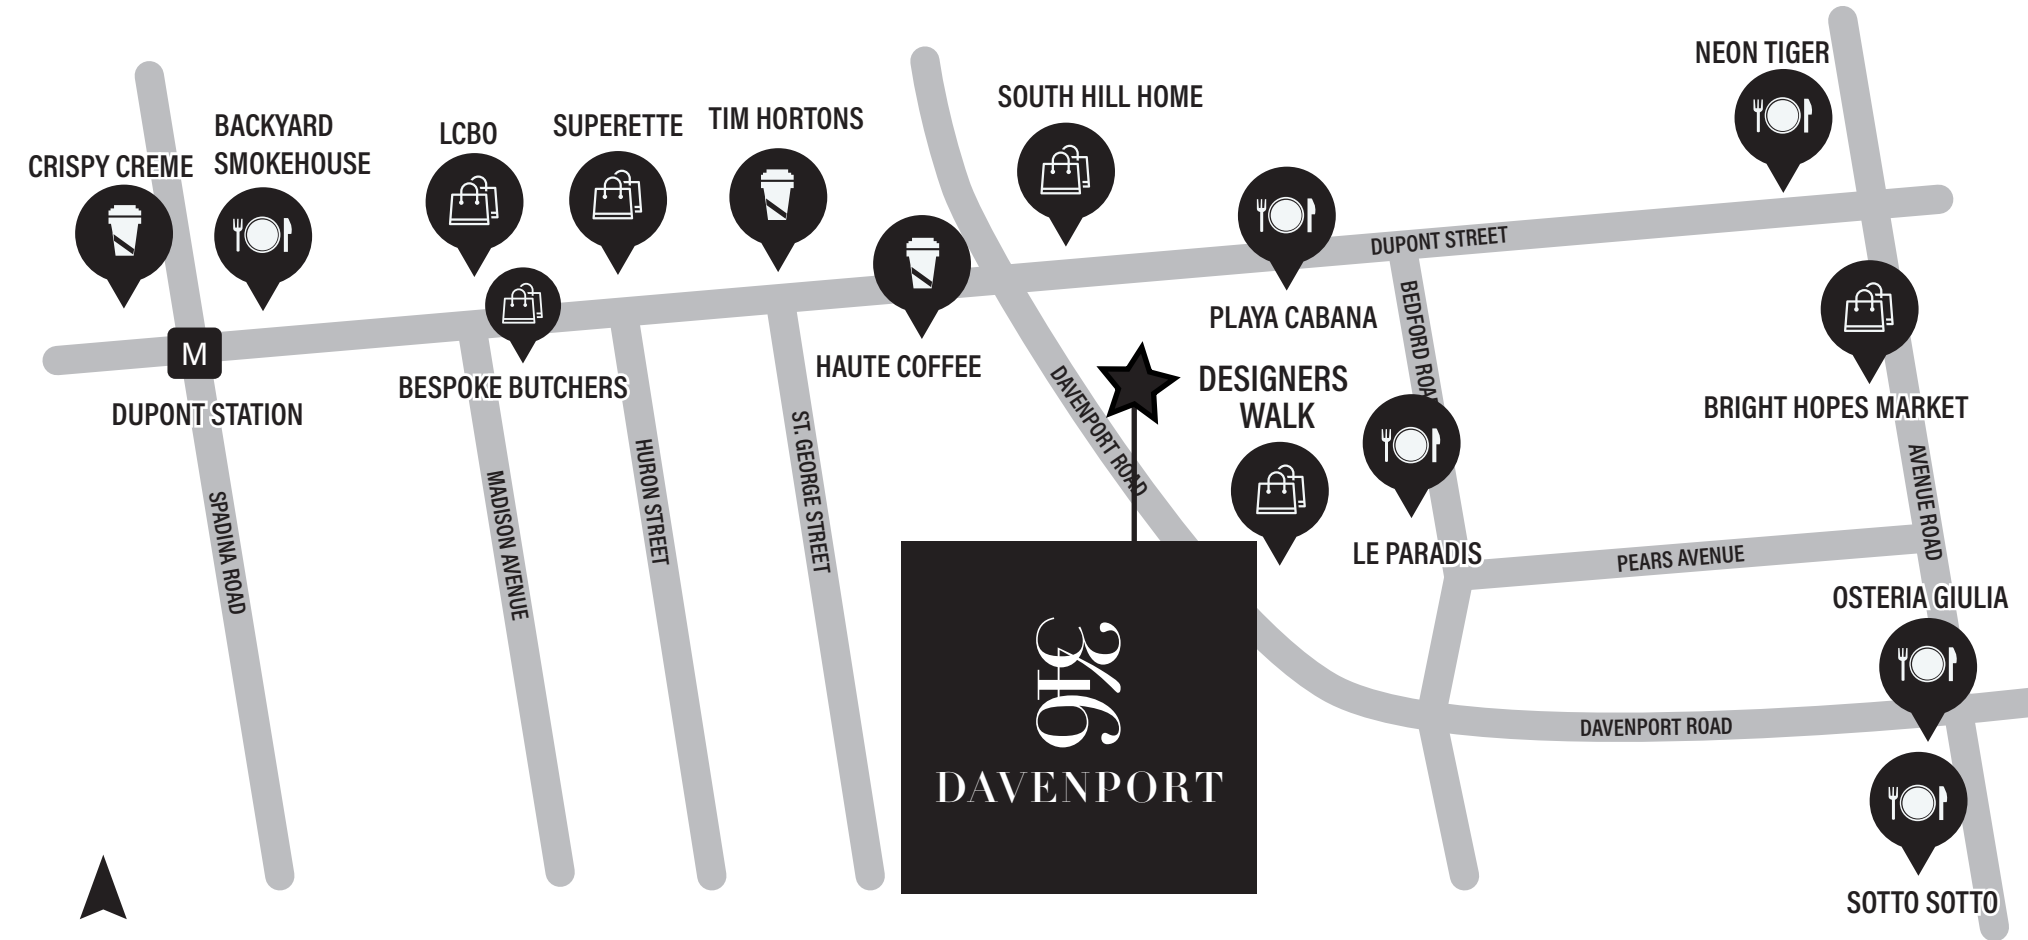 NEON TIGER
SOUTH HILL HOME
TIM HORTONS
SUPERETTE
LCBO
BACKYARD
SMOKEHOUSE
CRISPY CREME
DUPONT STREET
PLAYA CABANA
BEDFORD ROA
M
HAUTE COFFEE
DESIGNERS
WALK
BESPOKE BUTCHERS
DUPONT STATION
BRIGHT HOPES MARKET
DAVENPORT ROAD
ST. GEORGE STREET
HURON STREET
MADISON AVENUE
SPADINA ROAD
AVENUE ROAD
LE PARADIS
PEARS AVENUE
OSTERIA GIULIA
316
DAVENPORT
DAVENPORT ROAD
SOTTO SOTTO